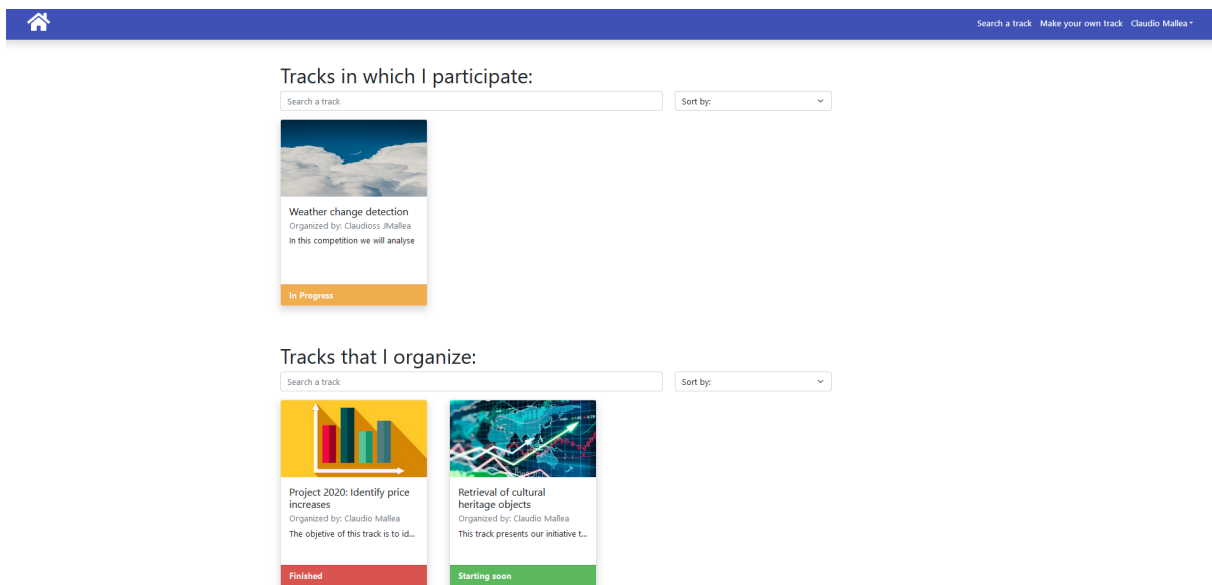 Search a track Make your own track Claudio Mallea
Tracks in which I participate:
Search a track
Sort by:
Weather change detection
Organized by: Claudioss JMallea
In this competition we will analyse
In Progress
Tracks that I organize:
Search a track
Sort by:
Project 2020: Identify price
increases
Organized by: Claudio Mallea
The objetive of this track is to id...
Finished
Retrieval of cultural
heritage objects
Organized by: Claudio Mallea
This track presents our initiative t...
Starting soon